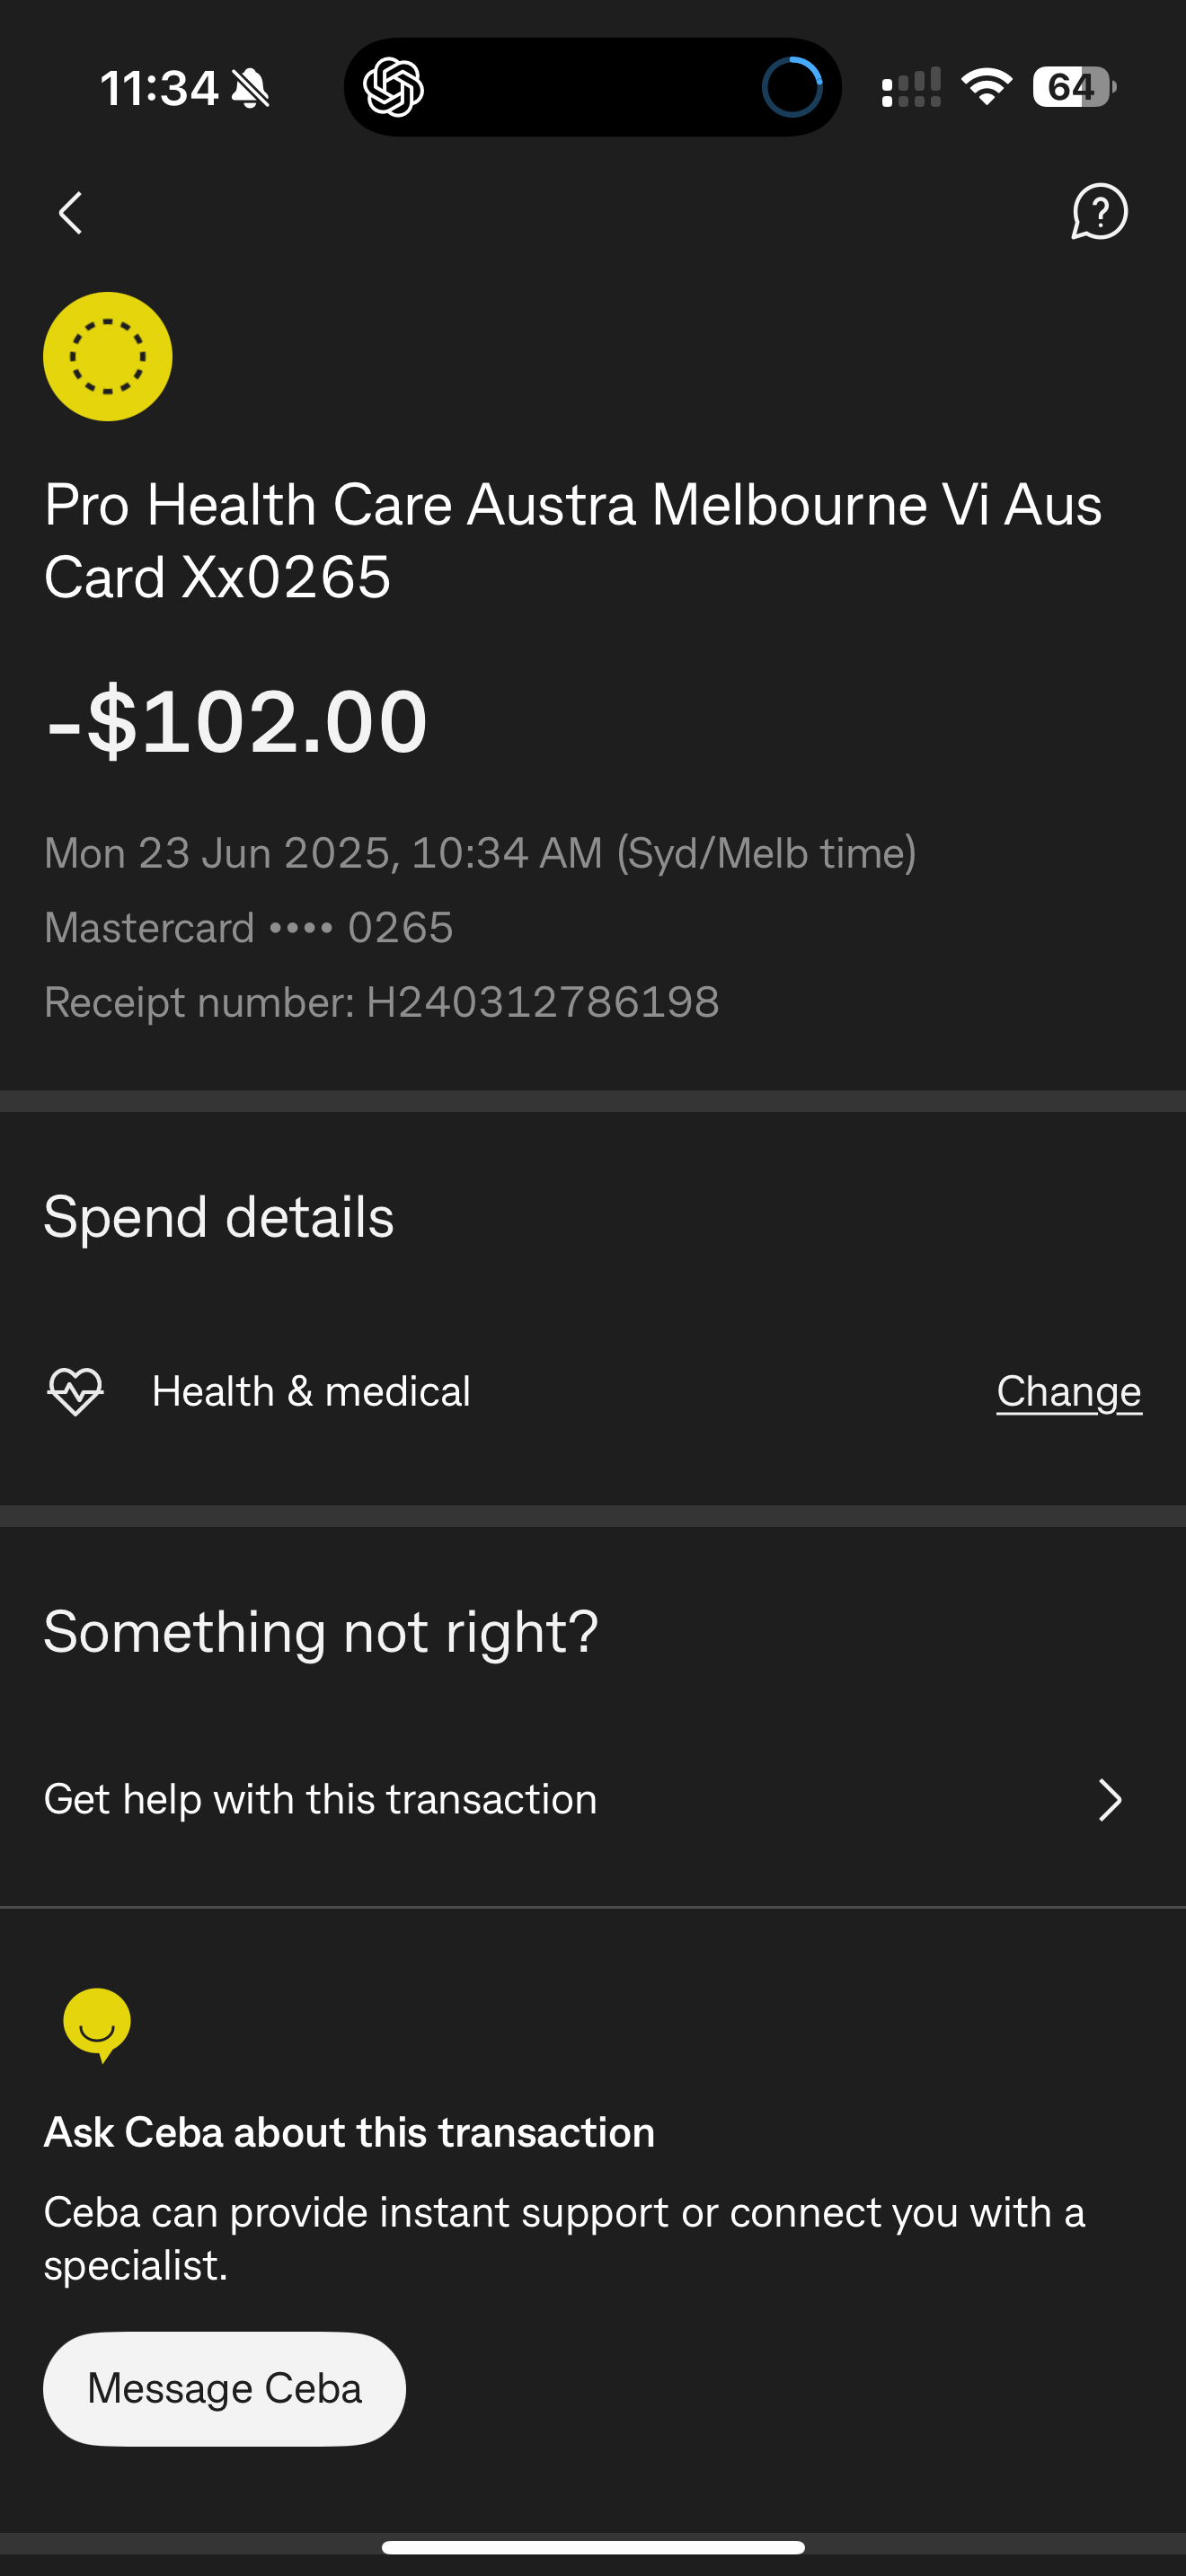 11:34
64
Pro Health Care Austra Melbourne Vi Aus
Card Xx0265
-$102.00
Mon 23 Jun 2025, 10:34 AM (Syd/Melb time)
Mastercard •••• 0265
Receipt number: H240312786198
Spend details
Health & medical
Change
Something not right?
Get help with this transaction
Ask Ceba about this transaction
Ceba can provide instant support or connect you with a
specialist.
Message Ceba